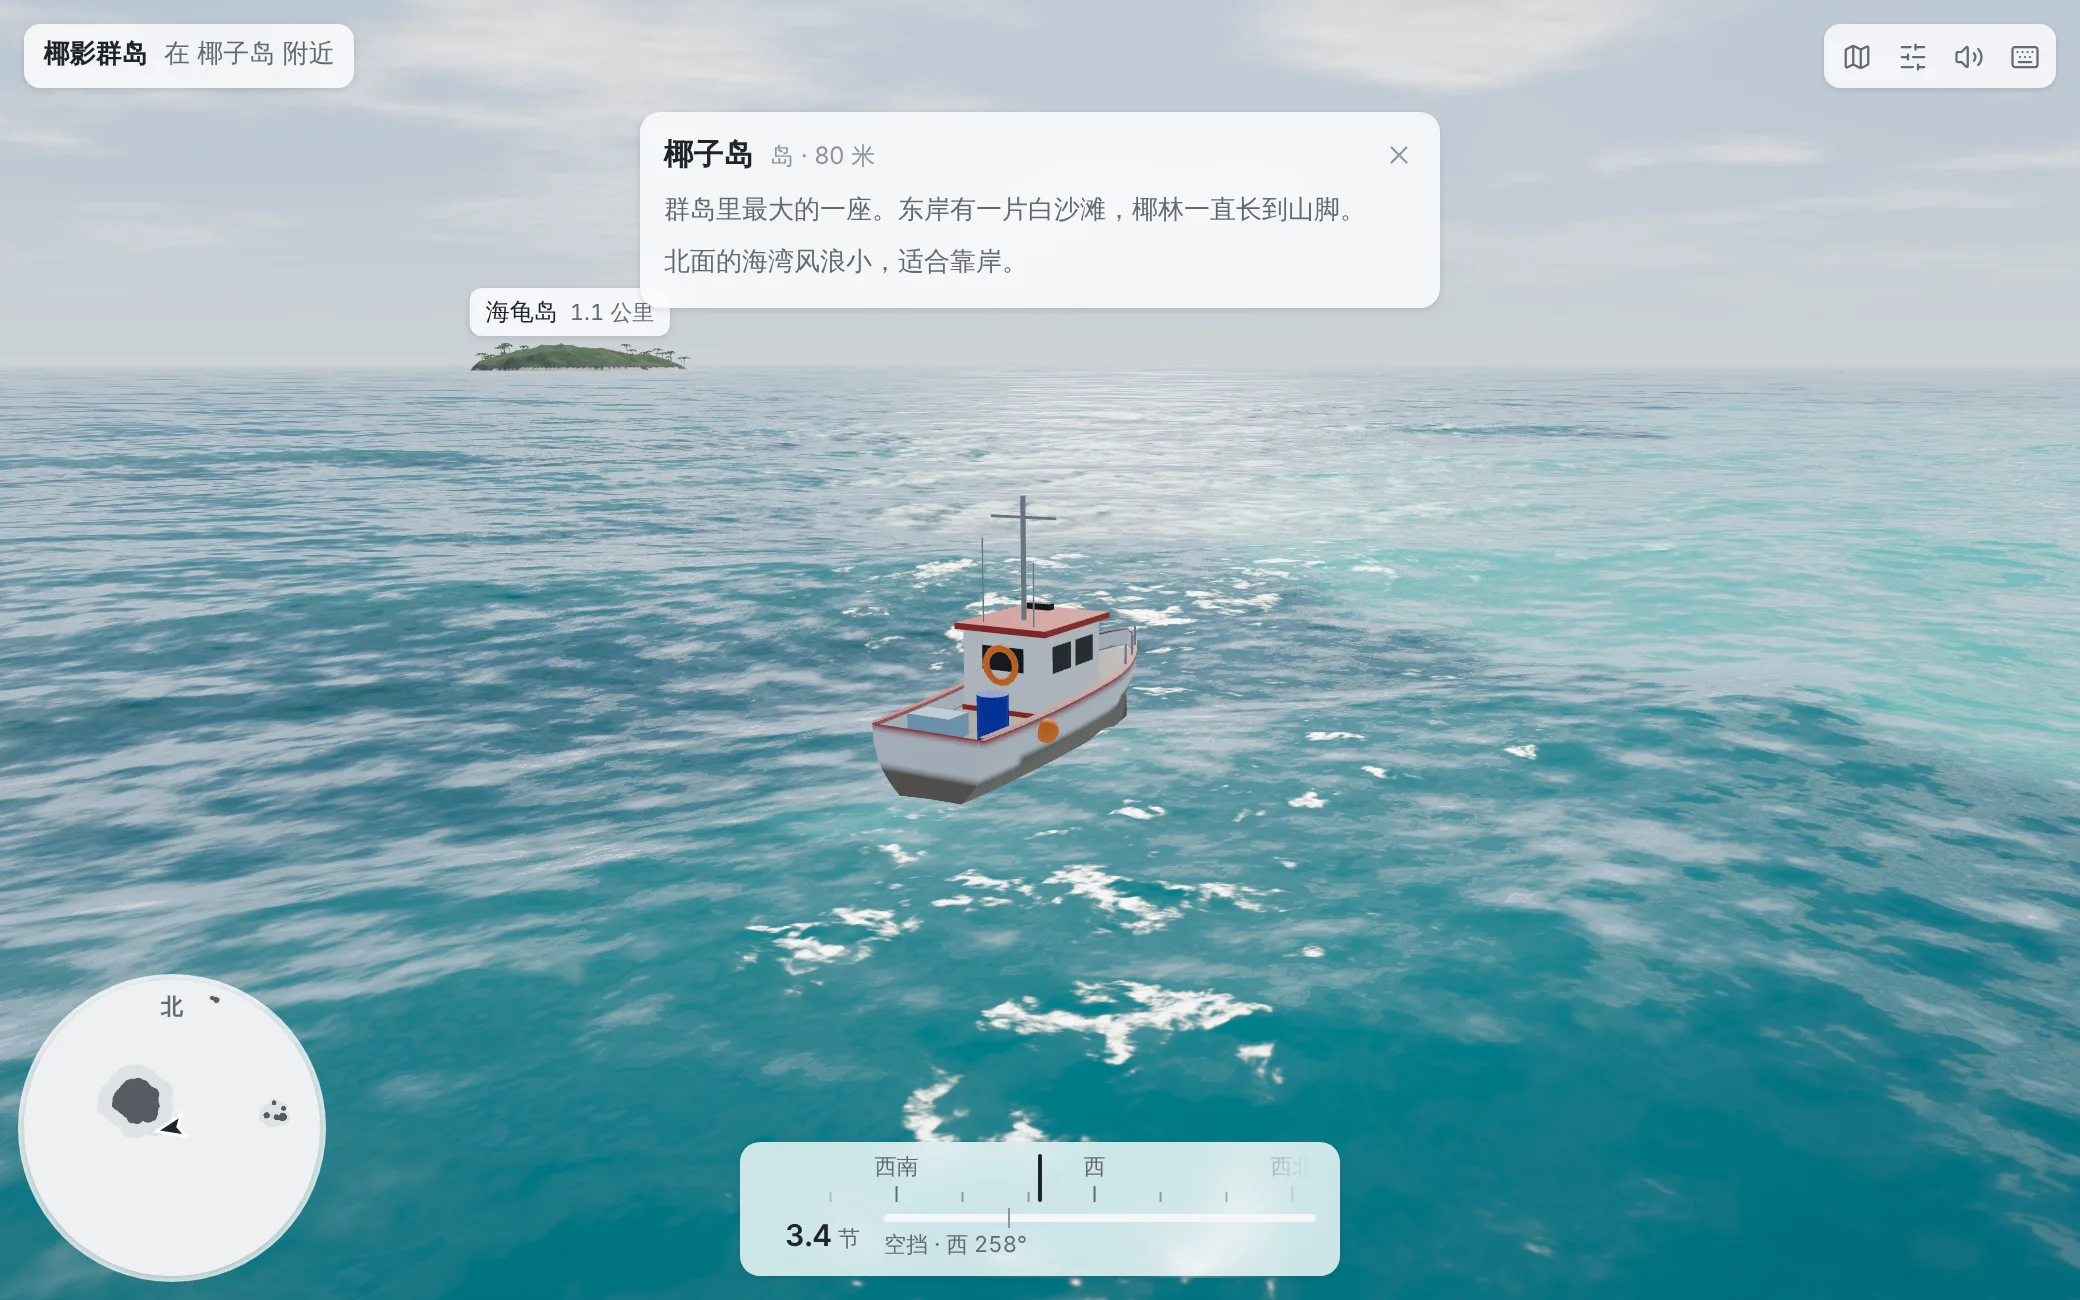 椰影群岛 在 椰子岛 附近
椰子岛 岛 · 80 米
群岛里最大的一座。东岸有一片白沙滩，椰林一直长到山脚。
北面的海湾风浪小，适合靠岸。
海龟岛 1.1 公里
北
西南 西 西北
3.4 节
空挡 · 西 258°